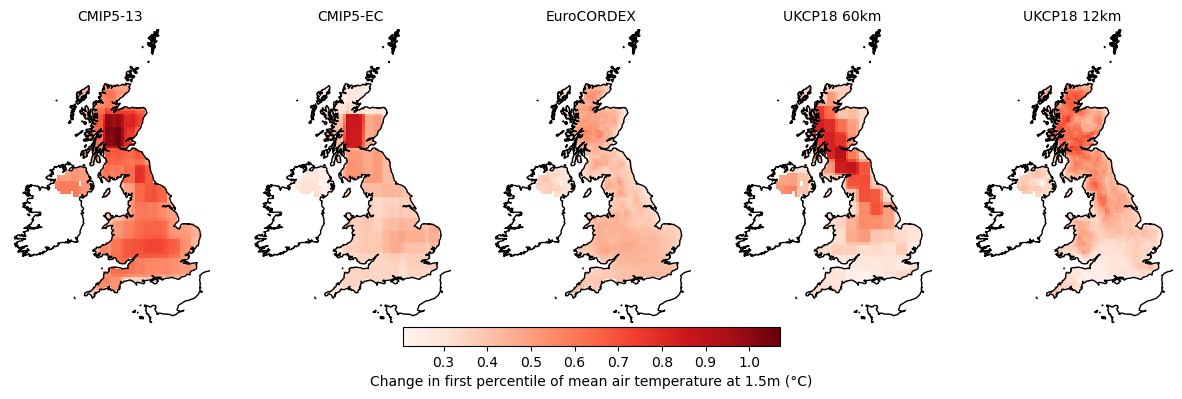 CMIP5-13 CMIP5-EC EuroCORDEX UKCP18 60km UKCP18 12km
0.3 0.4 0.5 0.6 0.7 0.8 0.9 1.0
Change in first percentile of mean air temperature at 1.5m (°C)